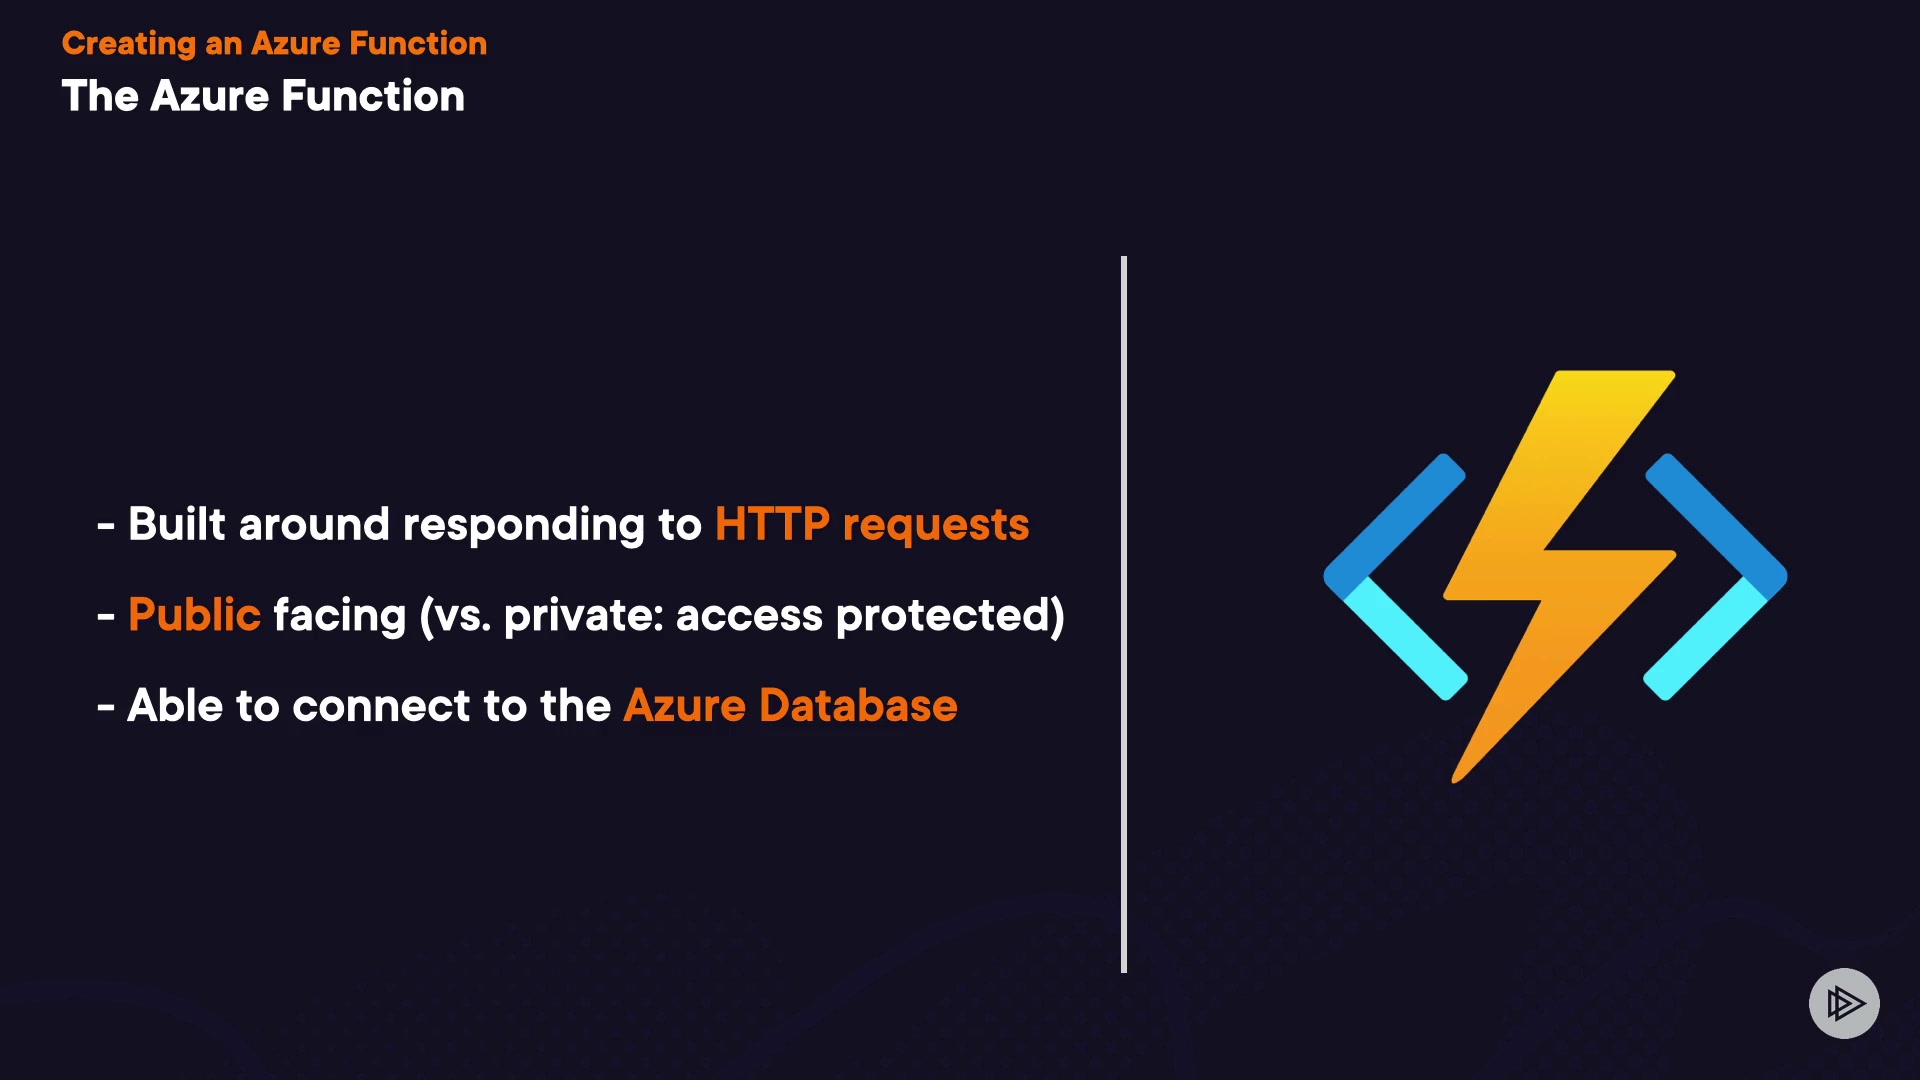 Creating an Azure Function
The Azure Function
- Built around responding to HTTP requests
- Public facing (vs. private: access protected)
- Able to connect to the Azure Database